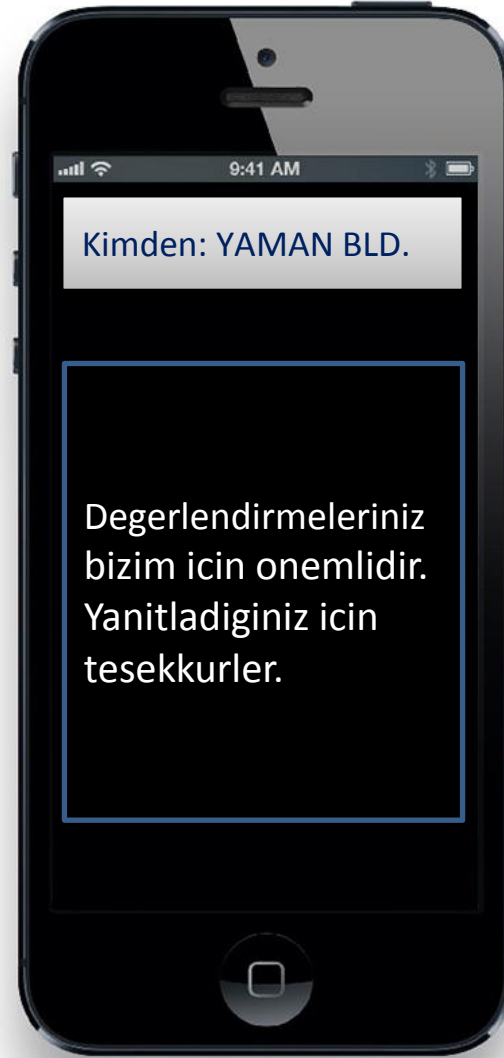 9:41 AM
Kimden: YAMAN BLD.
Degerlendirmeleriniz
bizim icin onemlidir.
Yanitladiginiz icin
tesekkurler.